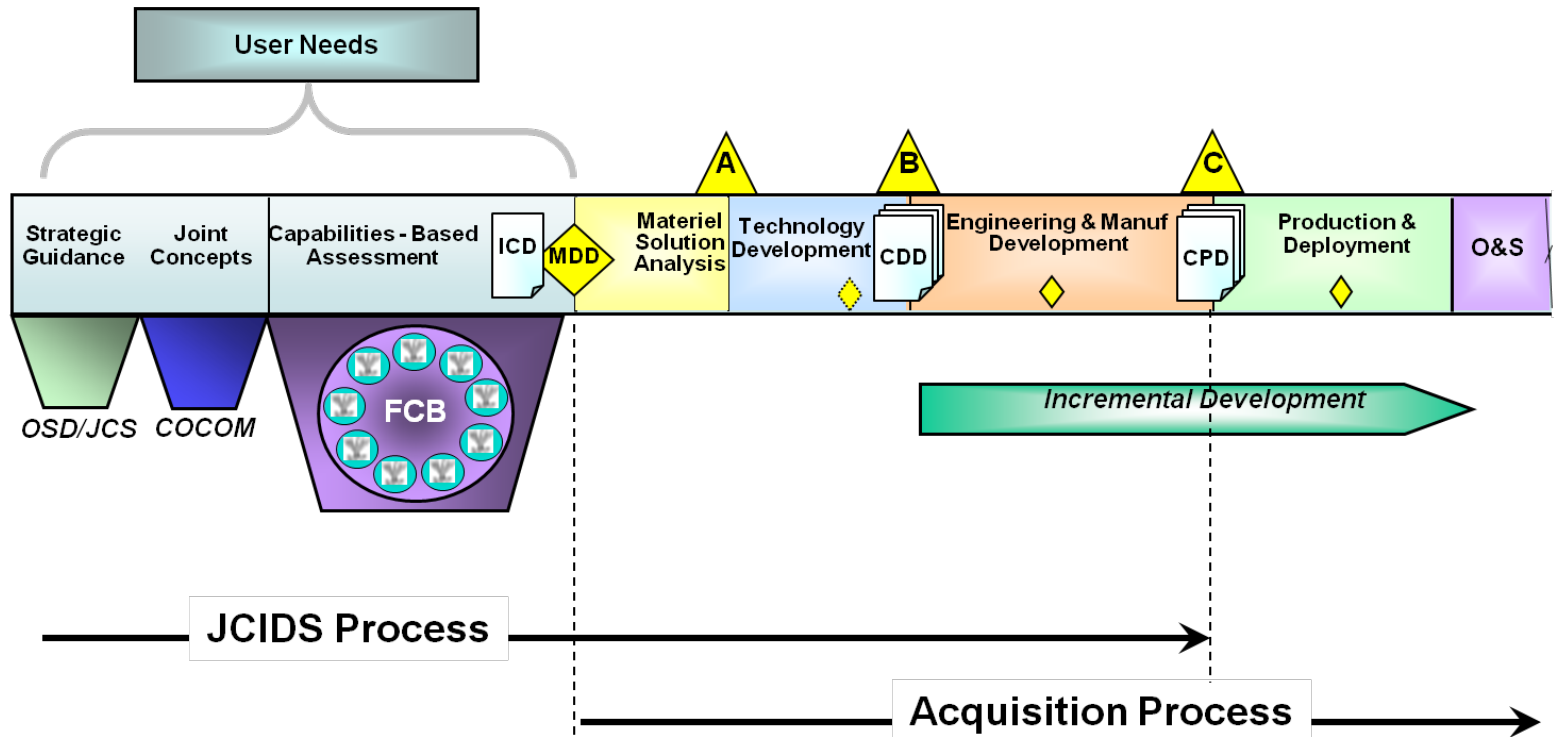 User Needs
A
B
C
Strategic
Guidance
Joint
Concepts
Capabilities - Based
Assessment
ICD
MDD
Materiel
Solution
Analysis
Technology
Development
CDD
Engineering & Manuf
Development
CPD
Production &
Deployment
O&S
OSD/JCS
COCOM
FCB
Incremental Development
JCIDS Process
Acquisition Process